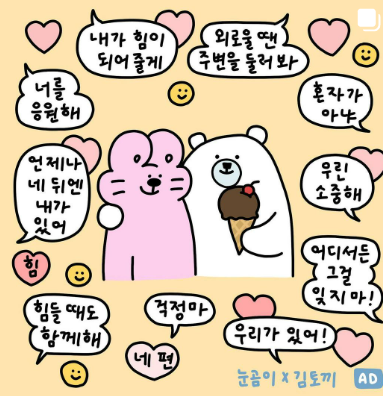 내가 힘이
되어줄게
외로울 땐
주변을 둘러봐
너를
응원해
혼자가
아냐
언제나
네 뒤엔
내가
있어
우린
소중해
힘
어디서든
그걸
잊지마!
힘들 때도
함께해
걱정마
네 편
우리가 있어!
눈곰이 X 김토끼
AD